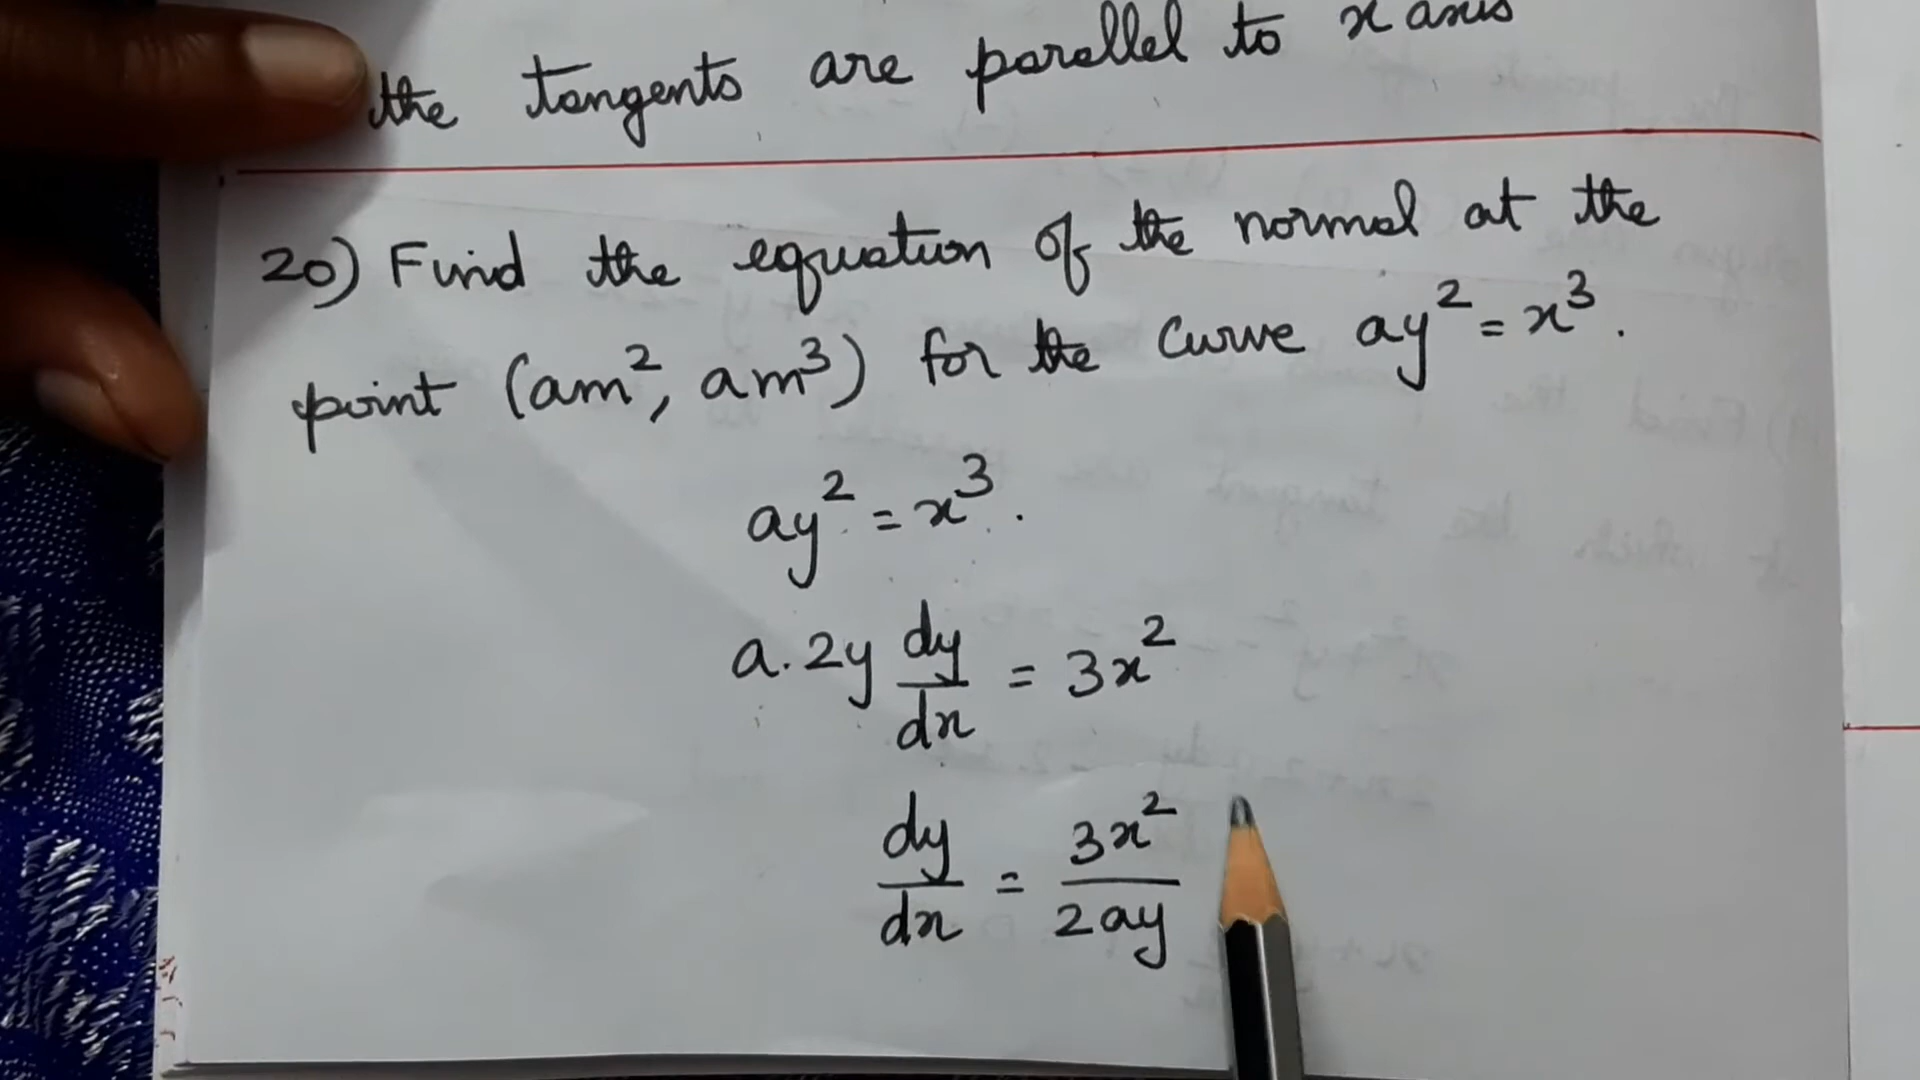 the tangents are parallel to x axis
20) Find the equation of the normal at the
point (am², am³) for the curve ay² = x³.
ay² = x³.
a.2y dy/dx = 3x²
dy/dx = 3x²/2ay